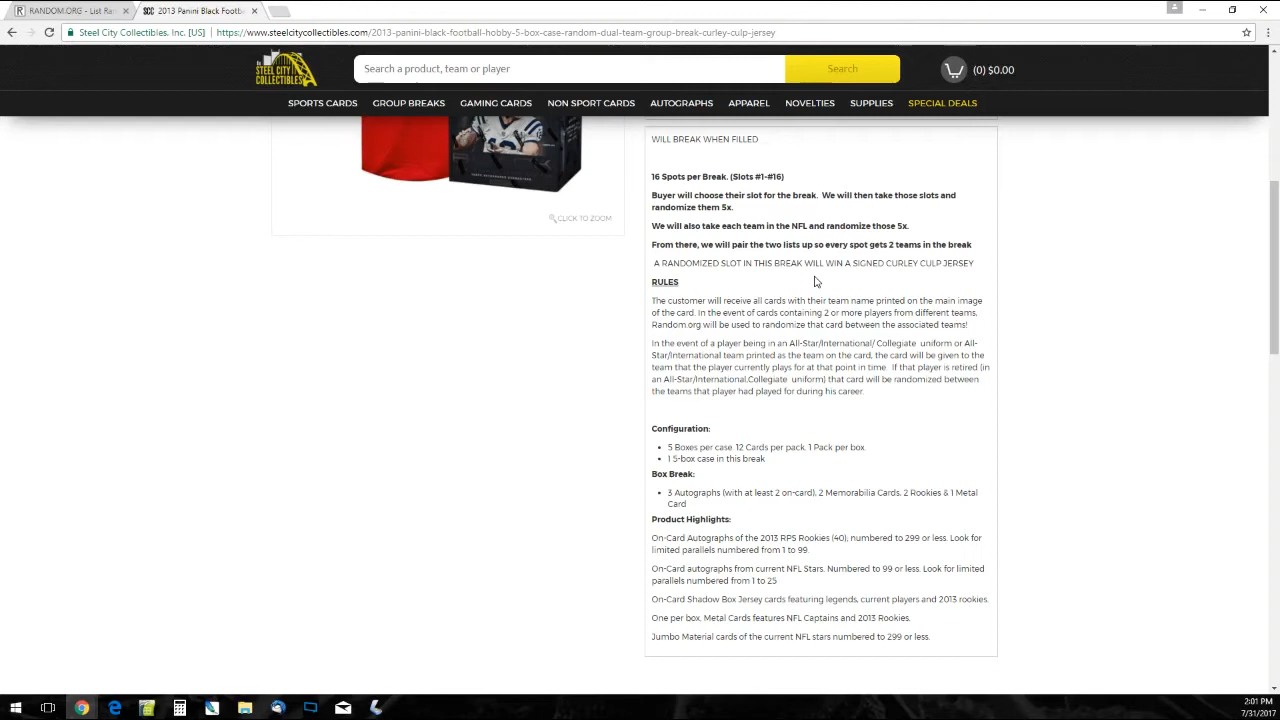 RANDOM.ORG - List Ran
SCC 2013 Panini Black Footb
Steel City Collectibles, Inc. [US]
https://www.steelcitycollectibles.com/2013-panini-black-football-hobby-5-box-case-random-dual-team-group-break-curley-culp-jersey
STEEL CITY
COLLECTIBLES
Search a product, team or player
Search
(0) $0.00
SPORTS CARDS GROUP BREAKS GAMING CARDS NON SPORT CARDS AUTOGRAPHS APPAREL NOVELTIES SUPPLIES SPECIAL DEALS
CLICK TO ZOOM
WILL BREAK WHEN FILLED
16 Spots per Break. (Slots #1-#16)
Buyer will choose their slot for the break. We will then take those slots and
randomize them 5x.
We will also take each team in the NFL and randomize those 5x.
From there, we will pair the two lists up so every spot gets 2 teams in the break
A RANDOMIZED SLOT IN THIS BREAK WILL WIN A SIGNED CURLEY CULP JERSEY
RULES
The customer will receive all cards with their team name printed on the main image
of the card. In the event of cards containing 2 or more players from different teams,
Random.org will be used to randomize that card between the associated teams!
In the event of a player being in an All-Star/International/ Collegiate uniform or All-
Star/International team printed as the team on the card, the card will be given to the
team that the player currently plays for at that point in time. If that player is retired (in
an All-Star/International,Collegiate uniform) that card will be randomized between
the teams that player had played for during his career.
Configuration:
• 5 Boxes per case. 12 Cards per pack. 1 Pack per box.
• 1 5-box case in this break
Box Break:
• 3 Autographs (with at least 2 on-card), 2 Memorabilia Cards, 2 Rookies & 1 Metal
Card
Product Highlights:
On-Card Autographs of the 2013 RPS Rookies (40); numbered to 299 or less. Look for
limited parallels numbered from 1 to 99.
On-Card autographs from current NFL Stars. Numbered to 99 or less. Look for limited
parallels numbered from 1 to 25
On-Card Shadow Box Jersey cards featuring legends, current players and 2013 rookies.
One per box, Metal Cards features NFL Captains and 2013 Rookies.
Jumbo Material cards of the current NFL stars numbered to 299 or less.
2:01 PM
7/31/2017